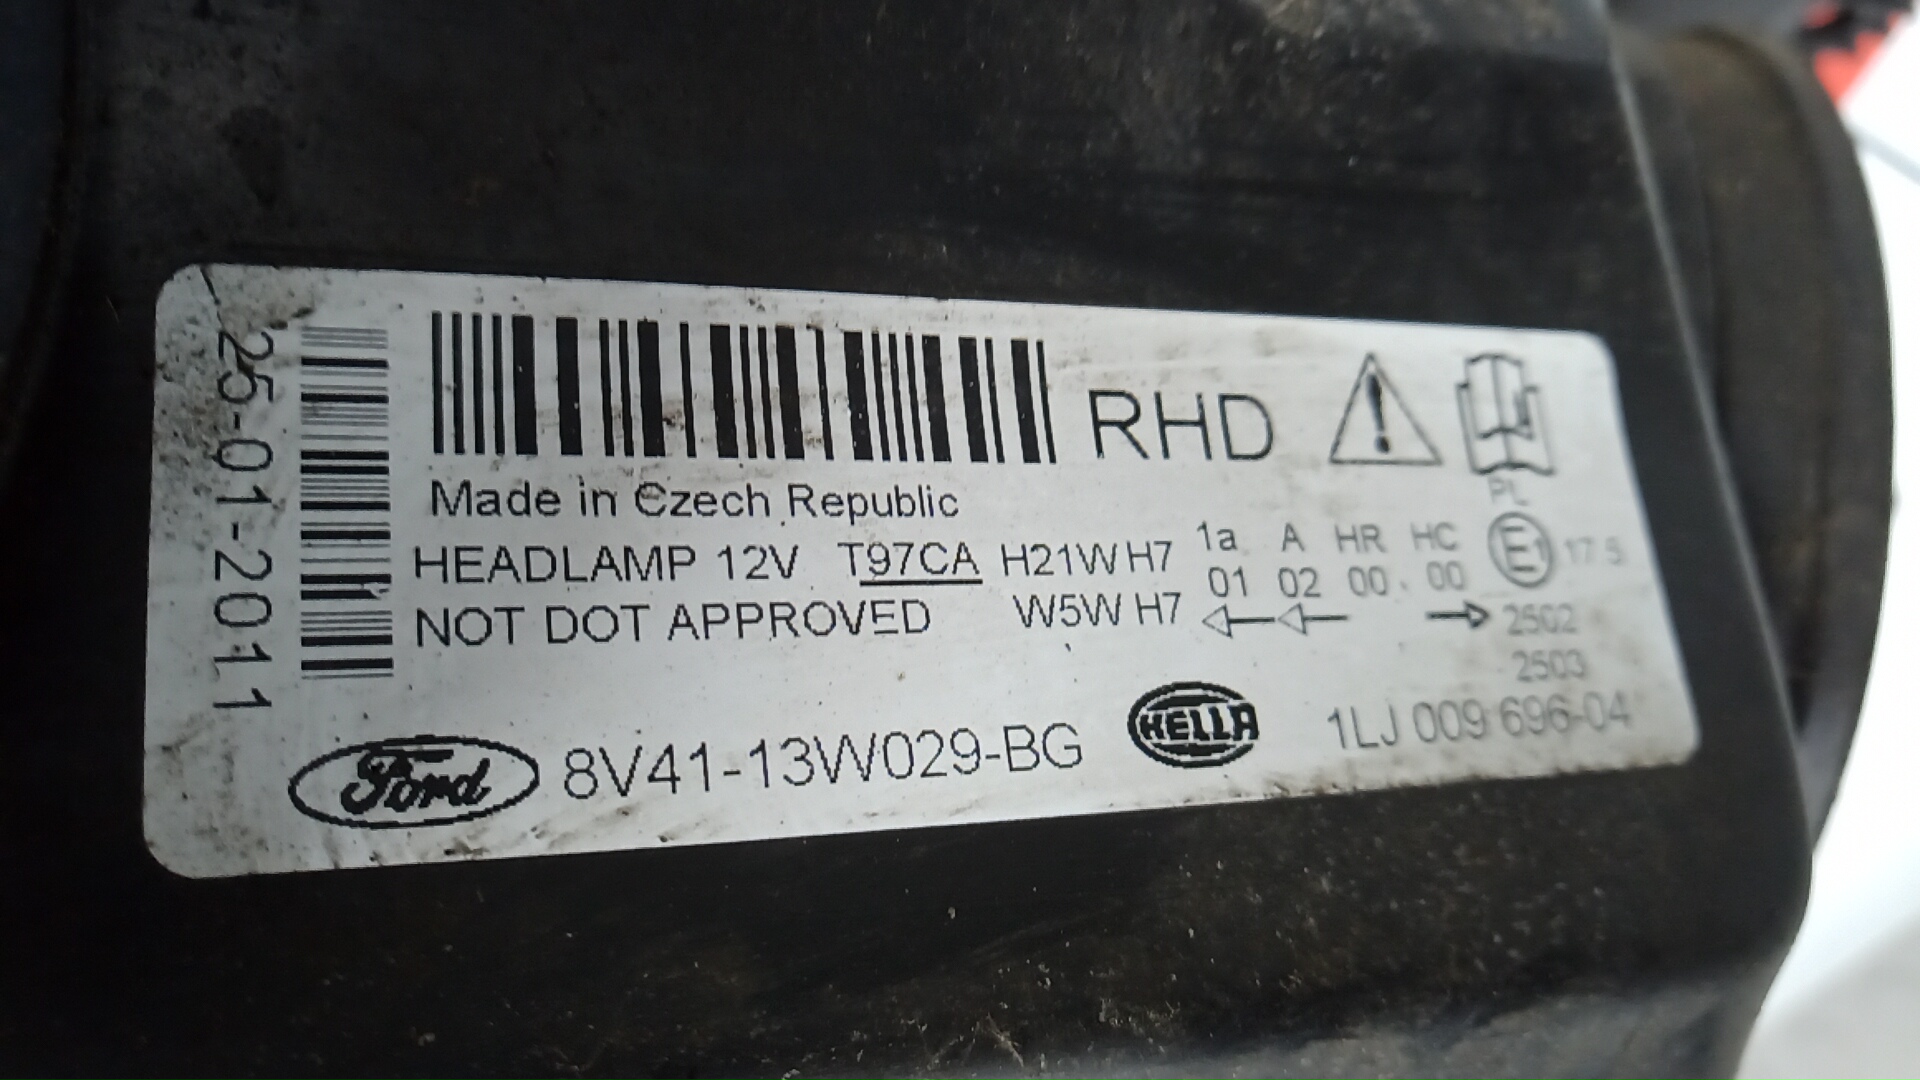 25-01-2011
RHD
Made in Czech Republic
HEADLAMP 12V T97CA H21W H7
NOT DOT APPROVED W5W H7
1a A HR HC PL
01 02 00 00 E1 17.5
2502
2503
Ford 8V41-13W029-BG HELLA 1LJ 009 696-04